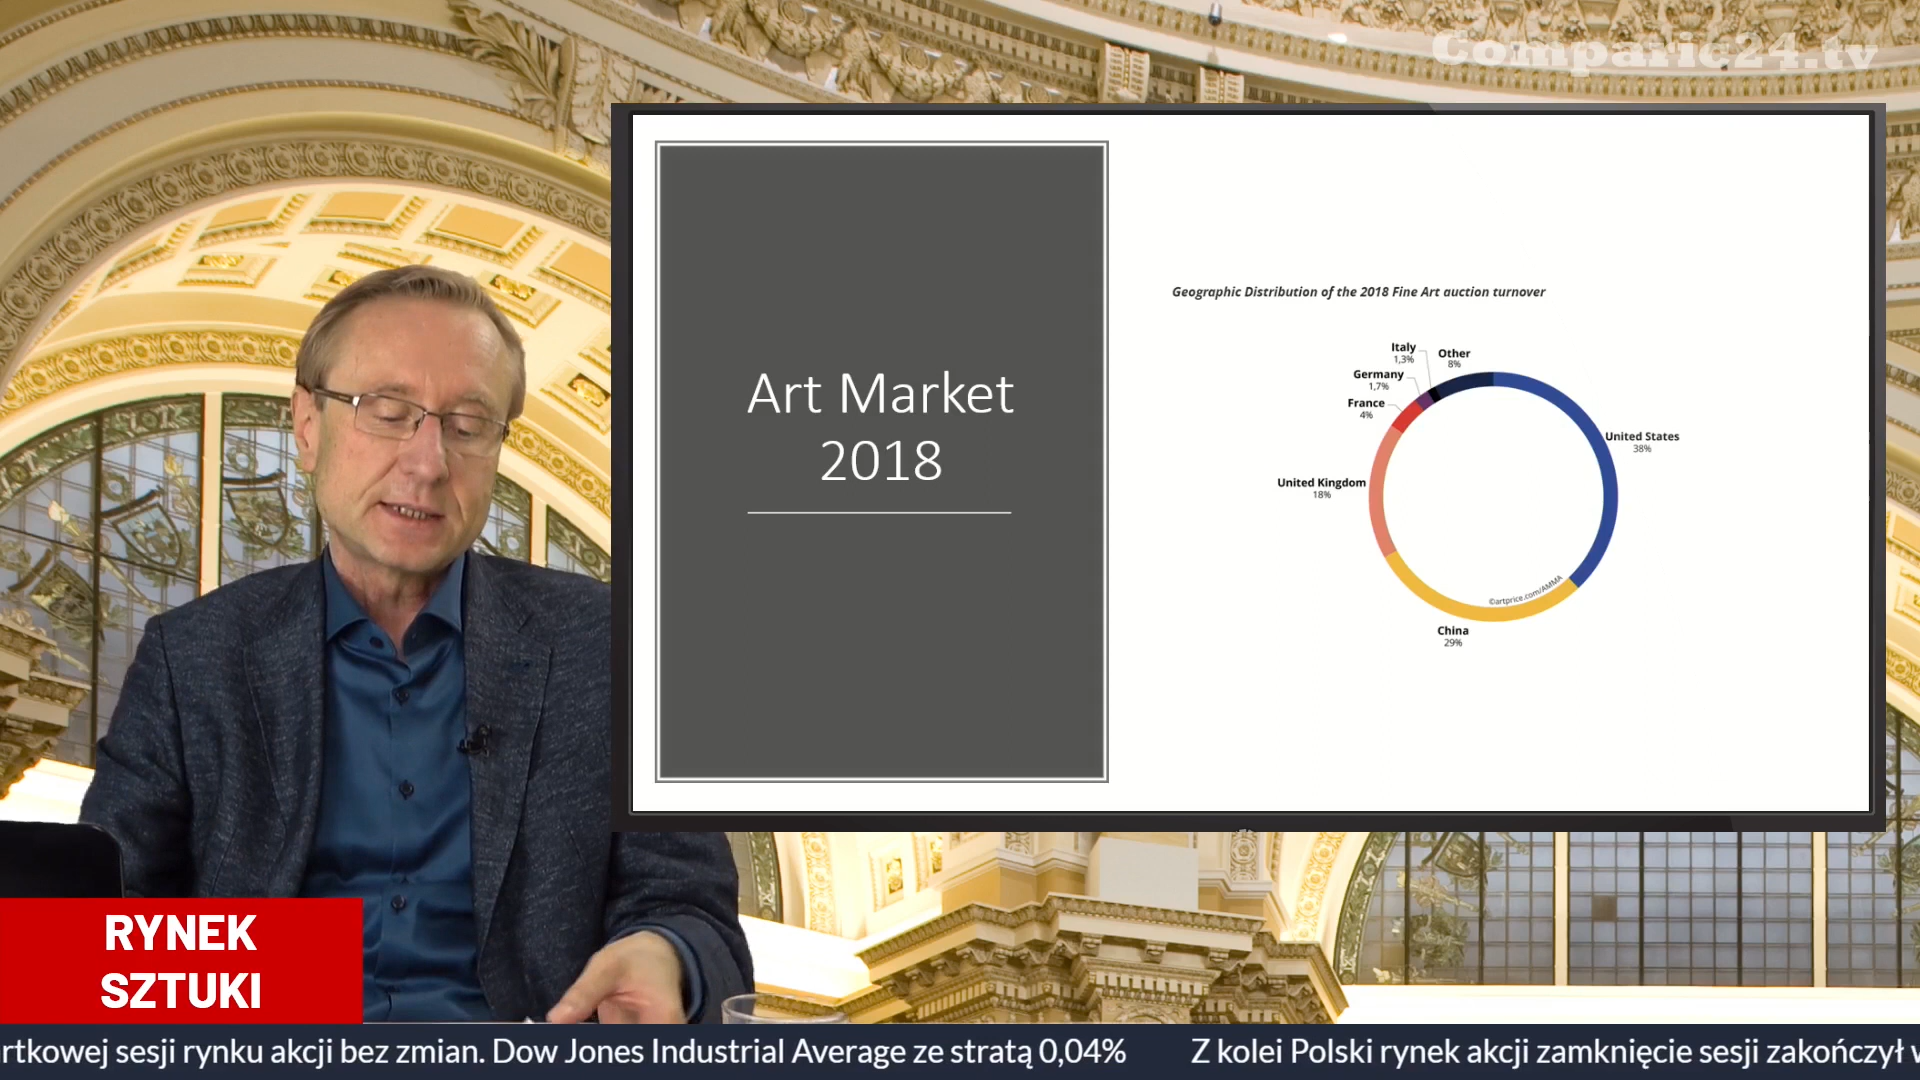 Comparic24.tv
Art Market
2018
Geographic Distribution of the 2018 Fine Art auction turnover
Italy
1,3%
Other
8%
Germany
1,7%
France
4%
United States
38%
United Kingdom
18%
©artprice.com/AMMA
China
29%
RYNEK
SZTUKI
rtkowej sesji rynku akcji bez zmian. Dow Jones Industrial Average ze stratą 0,04% Z kolei Polski rynek akcji zamknięcie sesji zakończył